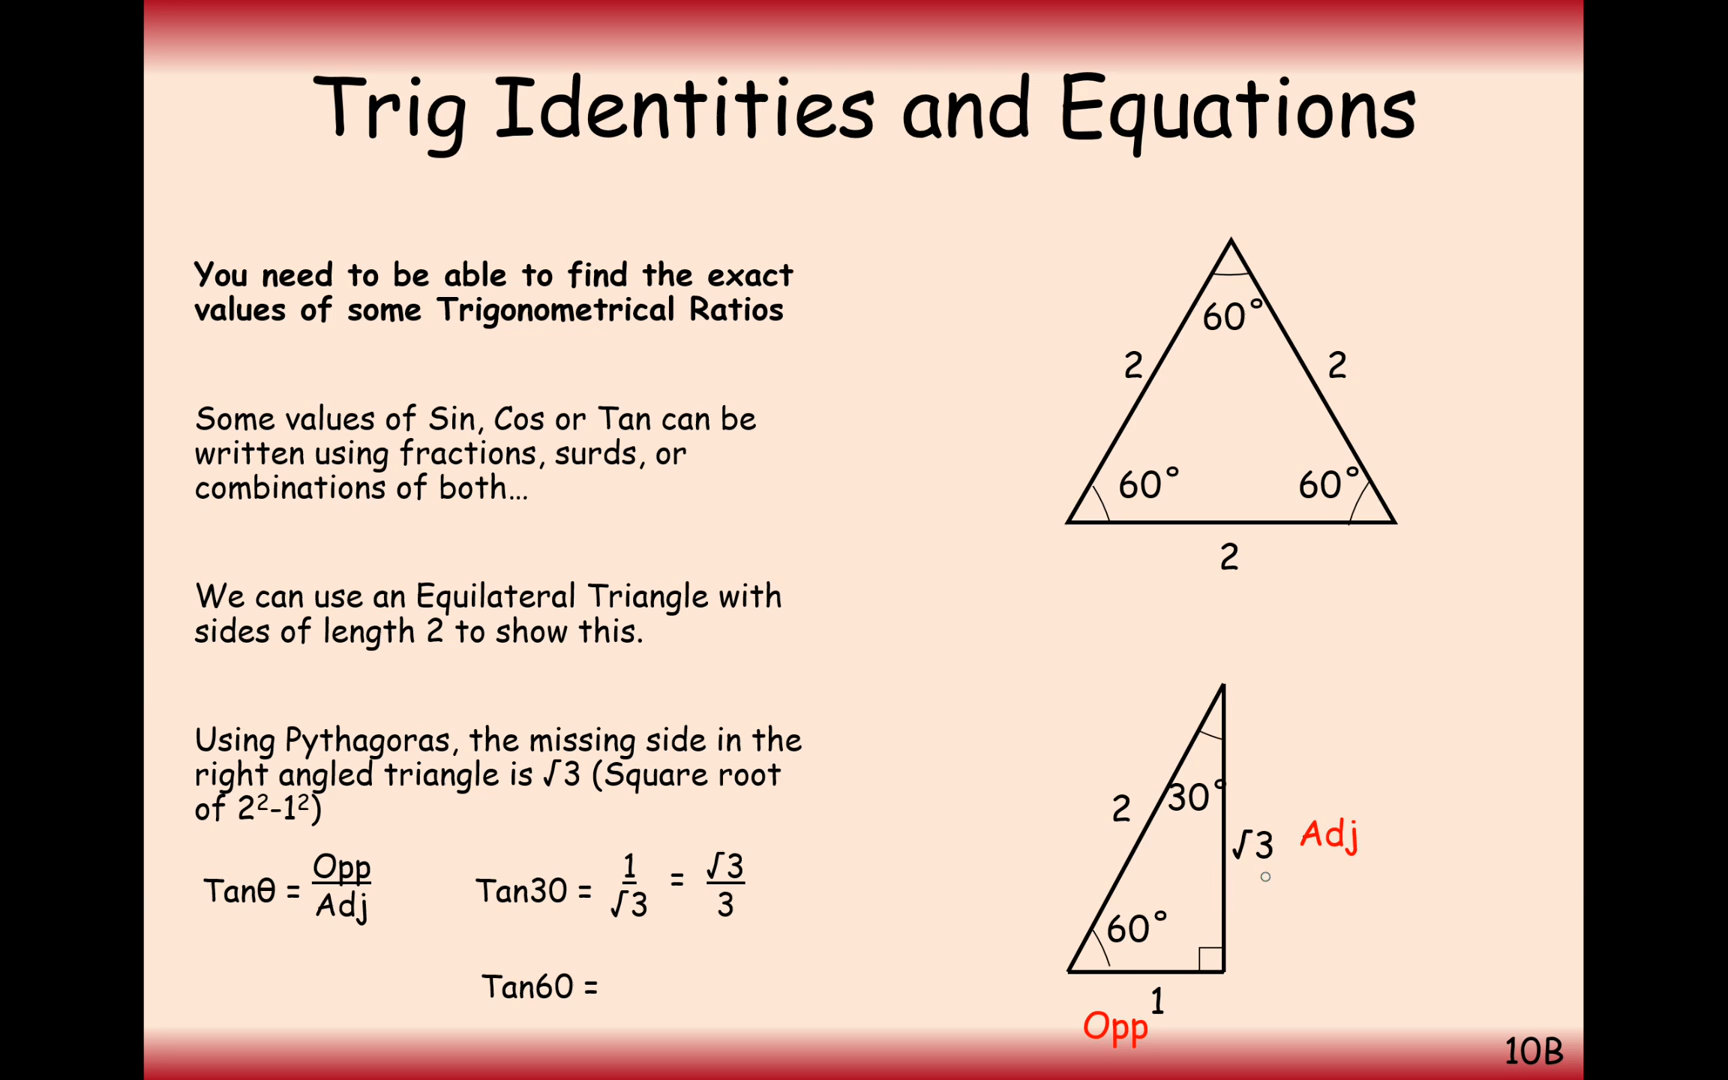 Trig Identities and Equations
You need to be able to find the exact
values of some Trigonometrical Ratios
Some values of Sin, Cos or Tan can be
written using fractions, surds, or
combinations of both…
We can use an Equilateral Triangle with
sides of length 2 to show this.
Using Pythagoras, the missing side in the
right angled triangle is √3 (Square root
of 2²-1²)
Tanθ = Opp/Adj
Tan30 = 1/√3 = √3/3
Tan60 =
60°
2
2
60°
60°
2
2
30°
√3
Adj
60°
1
Opp
10B